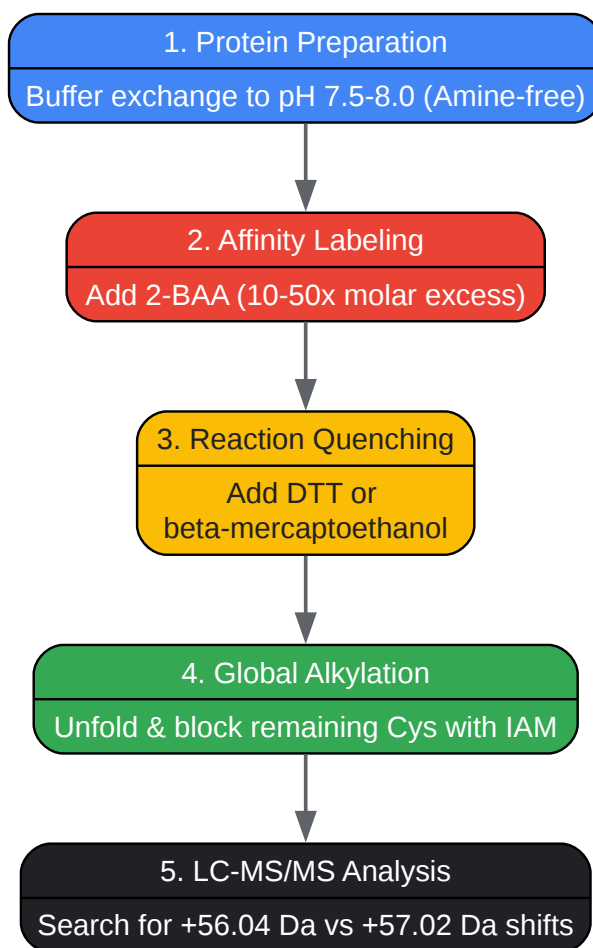 1. Protein Preparation
Buffer exchange to pH 7.5-8.0 (Amine-free)
2. Affinity Labeling
Add 2-BAA (10-50x molar excess)
3. Reaction Quenching
Add DTT or
beta-mercaptoethanol
4. Global Alkylation
Unfold & block remaining Cys with IAM
5. LC-MS/MS Analysis
Search for +56.04 Da vs +57.02 Da shifts